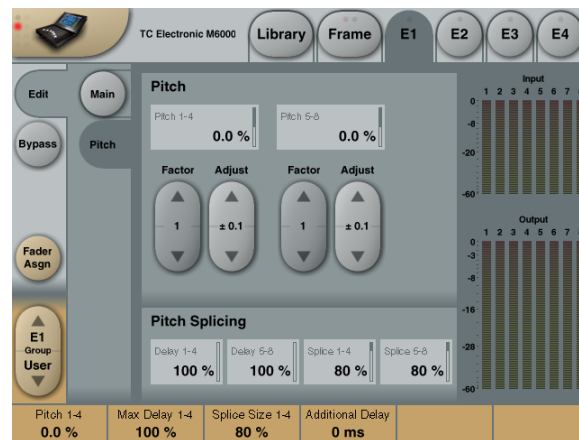 TC Electronic M6000
Library
Frame
E1
E2
E3
E4
Edit
Main
Bypass
Pitch
Fader
Asgn
E1
Group
User
Pitch
Pitch 1-4
0.0 %
Pitch 5-8
0.0 %
Factor Adjust Factor Adjust
1 ± 0.1 1 ± 0.1
Pitch Splicing
Delay 1-4
100 %
Delay 5-8
100 %
Splice 1-4
80 %
Splice 5-8
80 %
Input
1 2 3 4 5 6 7
0
-8
-20
-60
Output
1 2 3 4 5 6 7
0
-3
-8
-16
-28
-60
Pitch 1-4
0.0 %
Max Delay 1-4
100 %
Splice Size 1-4
80 %
Additional Delay
0 ms